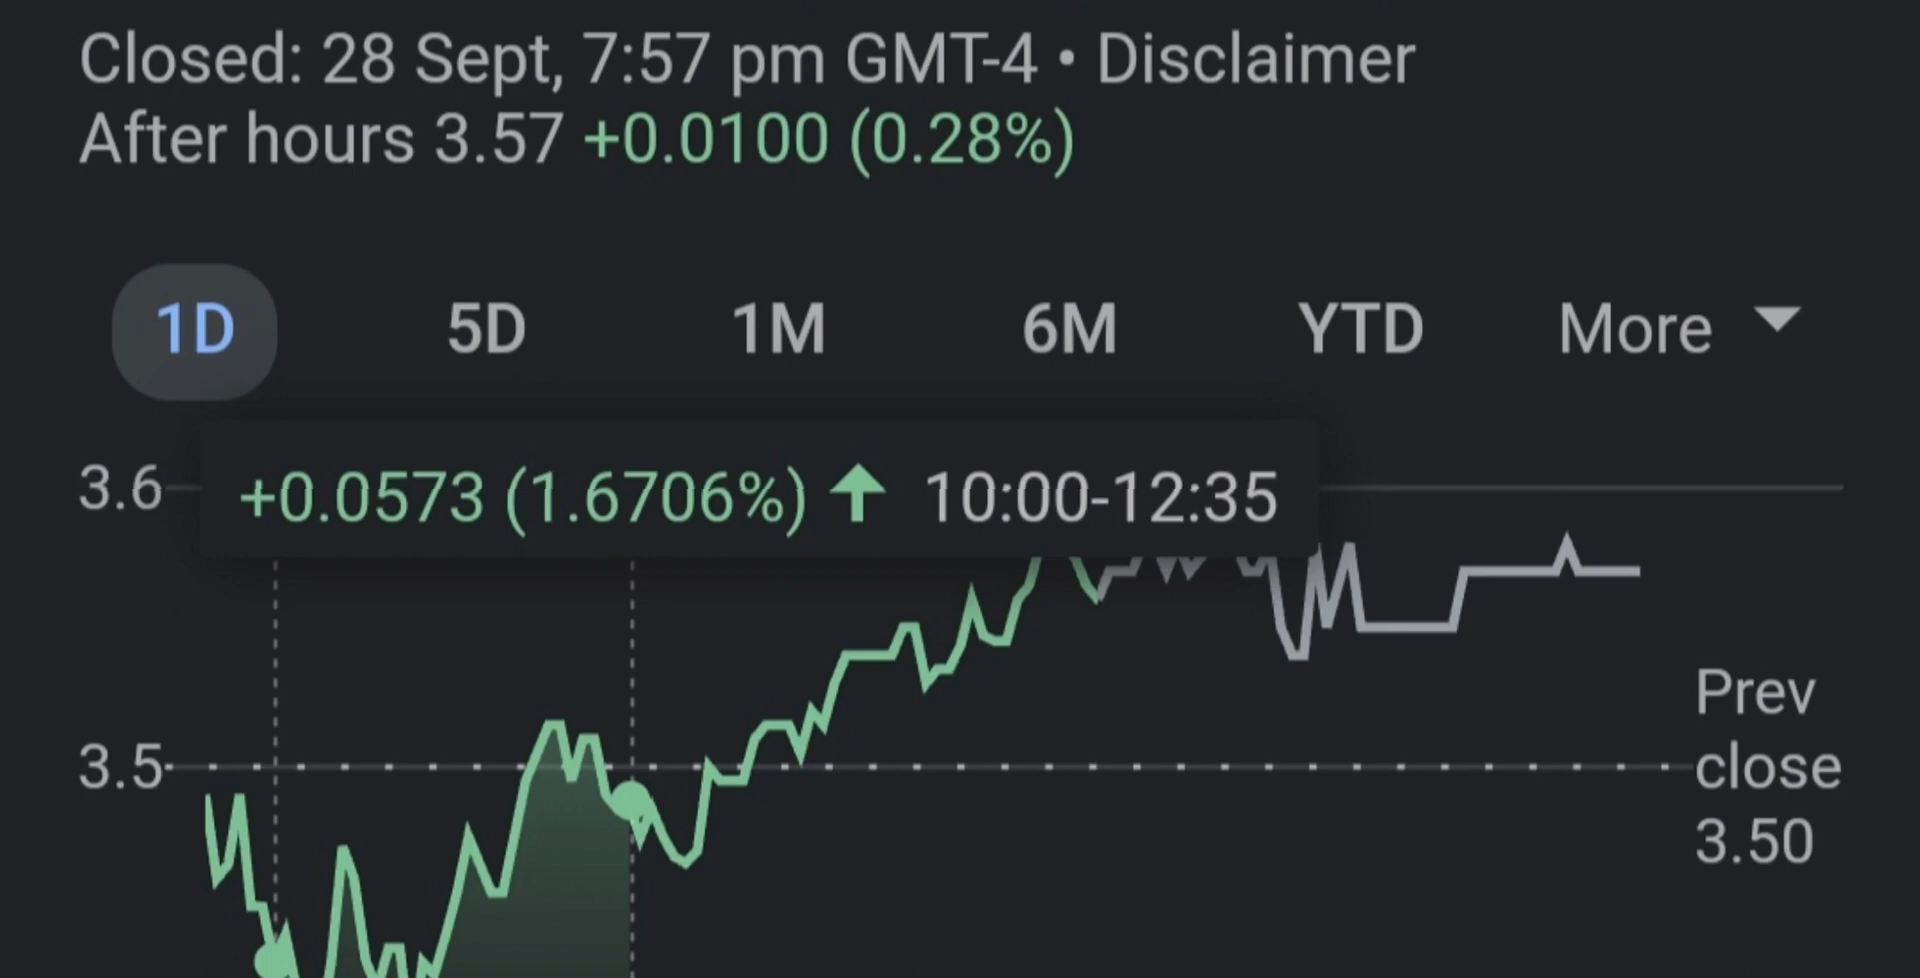 Closed: 28 Sept, 7:57 pm GMT-4 • Disclaimer
After hours 3.57 +0.0100 (0.28%)
1D 5D 1M 6M YTD More
3.6
+0.0573 (1.6706%) ↑ 10:00-12:35
3.5
Prev
close
3.50